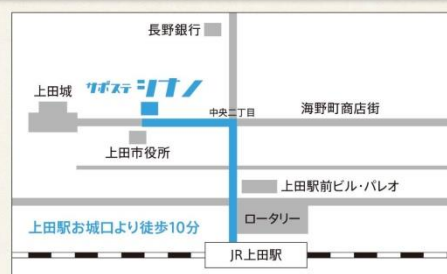 長野銀行
上田城
サポステ シナノ
中央二丁目
海野町商店街
上田市役所
上田駅前ビル・パレオ
上田駅お城口より徒歩10分
ロータリー
JR上田駅